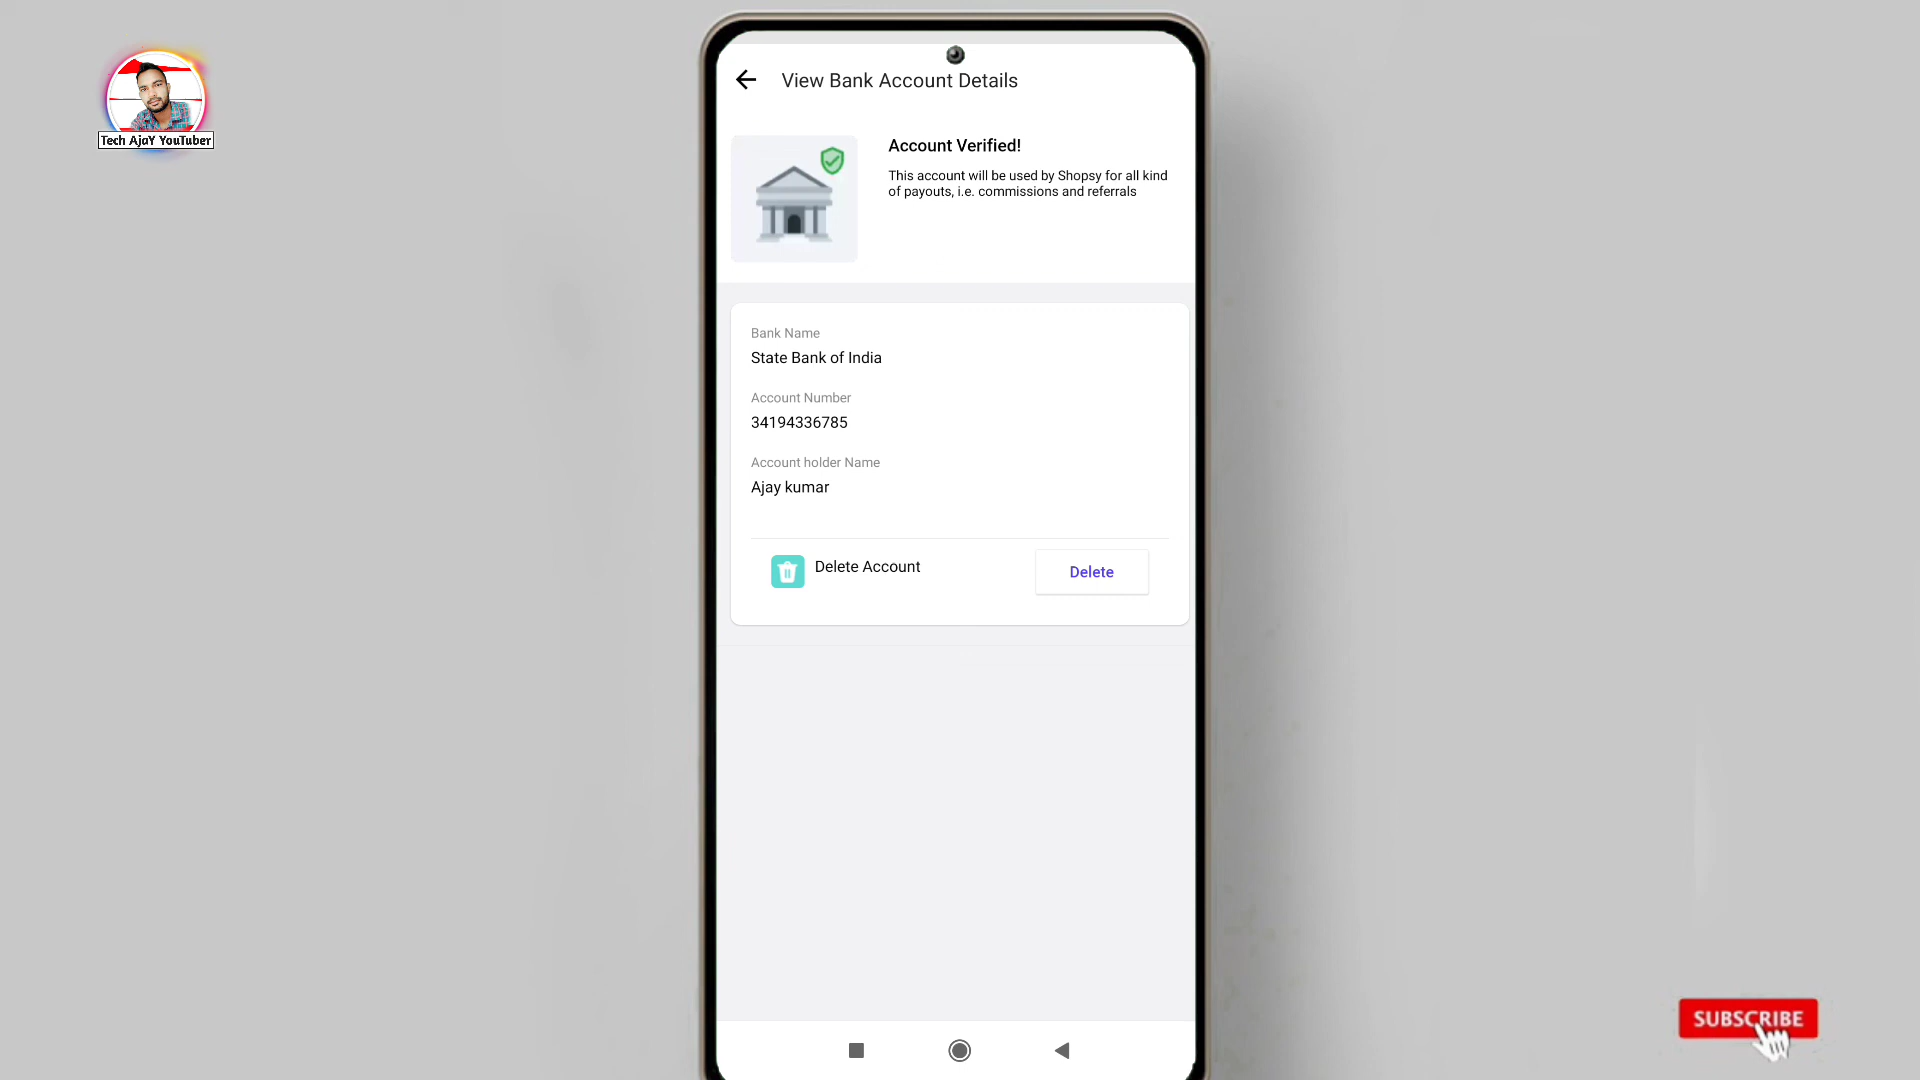 Tech AjaY YouTuber
View Bank Account Details
Account Verified!
This account will be used by Shopsy for all kind
of payouts, i.e. commissions and referrals
Bank Name
State Bank of India
Account Number
34194336785
Account holder Name
Ajay kumar
Delete Account
Delete
SUBSCRIBE